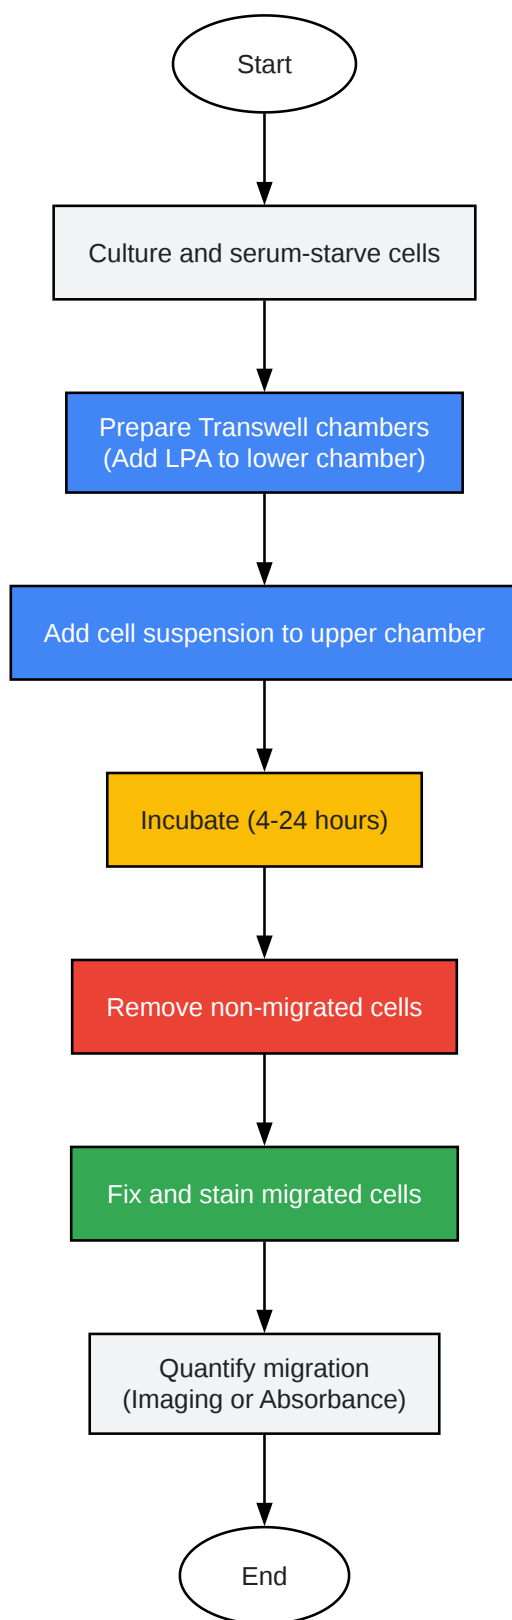 Start
Culture and serum-starve cells
Prepare Transwell chambers
(Add LPA to lower chamber)
Add cell suspension to upper chamber
Incubate (4-24 hours)
Remove non-migrated cells
Fix and stain migrated cells
Quantify migration
(Imaging or Absorbance)
End